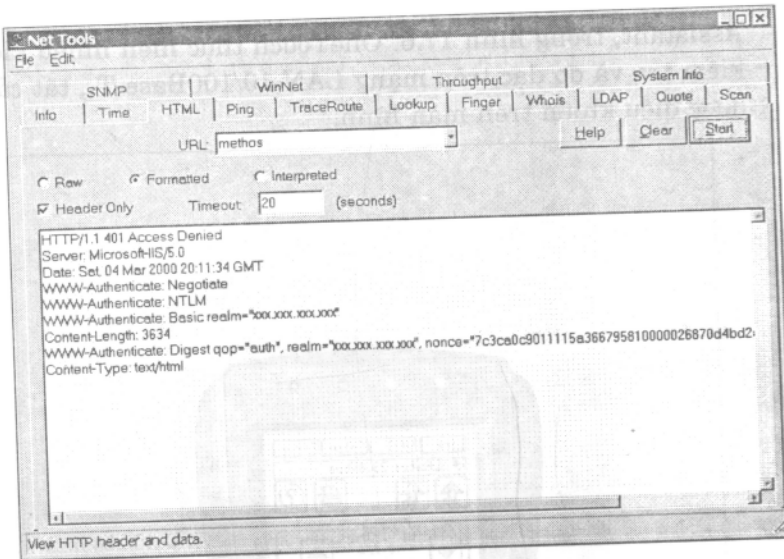 Net Tools
File Edit
SNMP WinNet Throughput System Info
Info Time HTML Ping TraceRoute Lookup Finger Whois LDAP Quote Scan
URL: methos Help Clear Start
Raw Formatted Interpreted
Header Only Timeout: 20 (seconds)
HTTP/1.1 401 Access Denied
Server: Microsoft-IIS/5.0
Date: Sat, 04 Mar 2000 20:11:34 GMT
WWW-Authenticate: Negotiate
WWW-Authenticate: NTLM
WWW-Authenticate: Basic realm="xxx.xxx.xxx.xxx"
Content-Length: 3634
WWW-Authenticate: Digest qop="auth", realm="xxx.xxx.xxx.xxx", nonce="7c3ca0c9011115a366795810000026870d4bd2
Content-Type: text/html
View HTTP header and data.